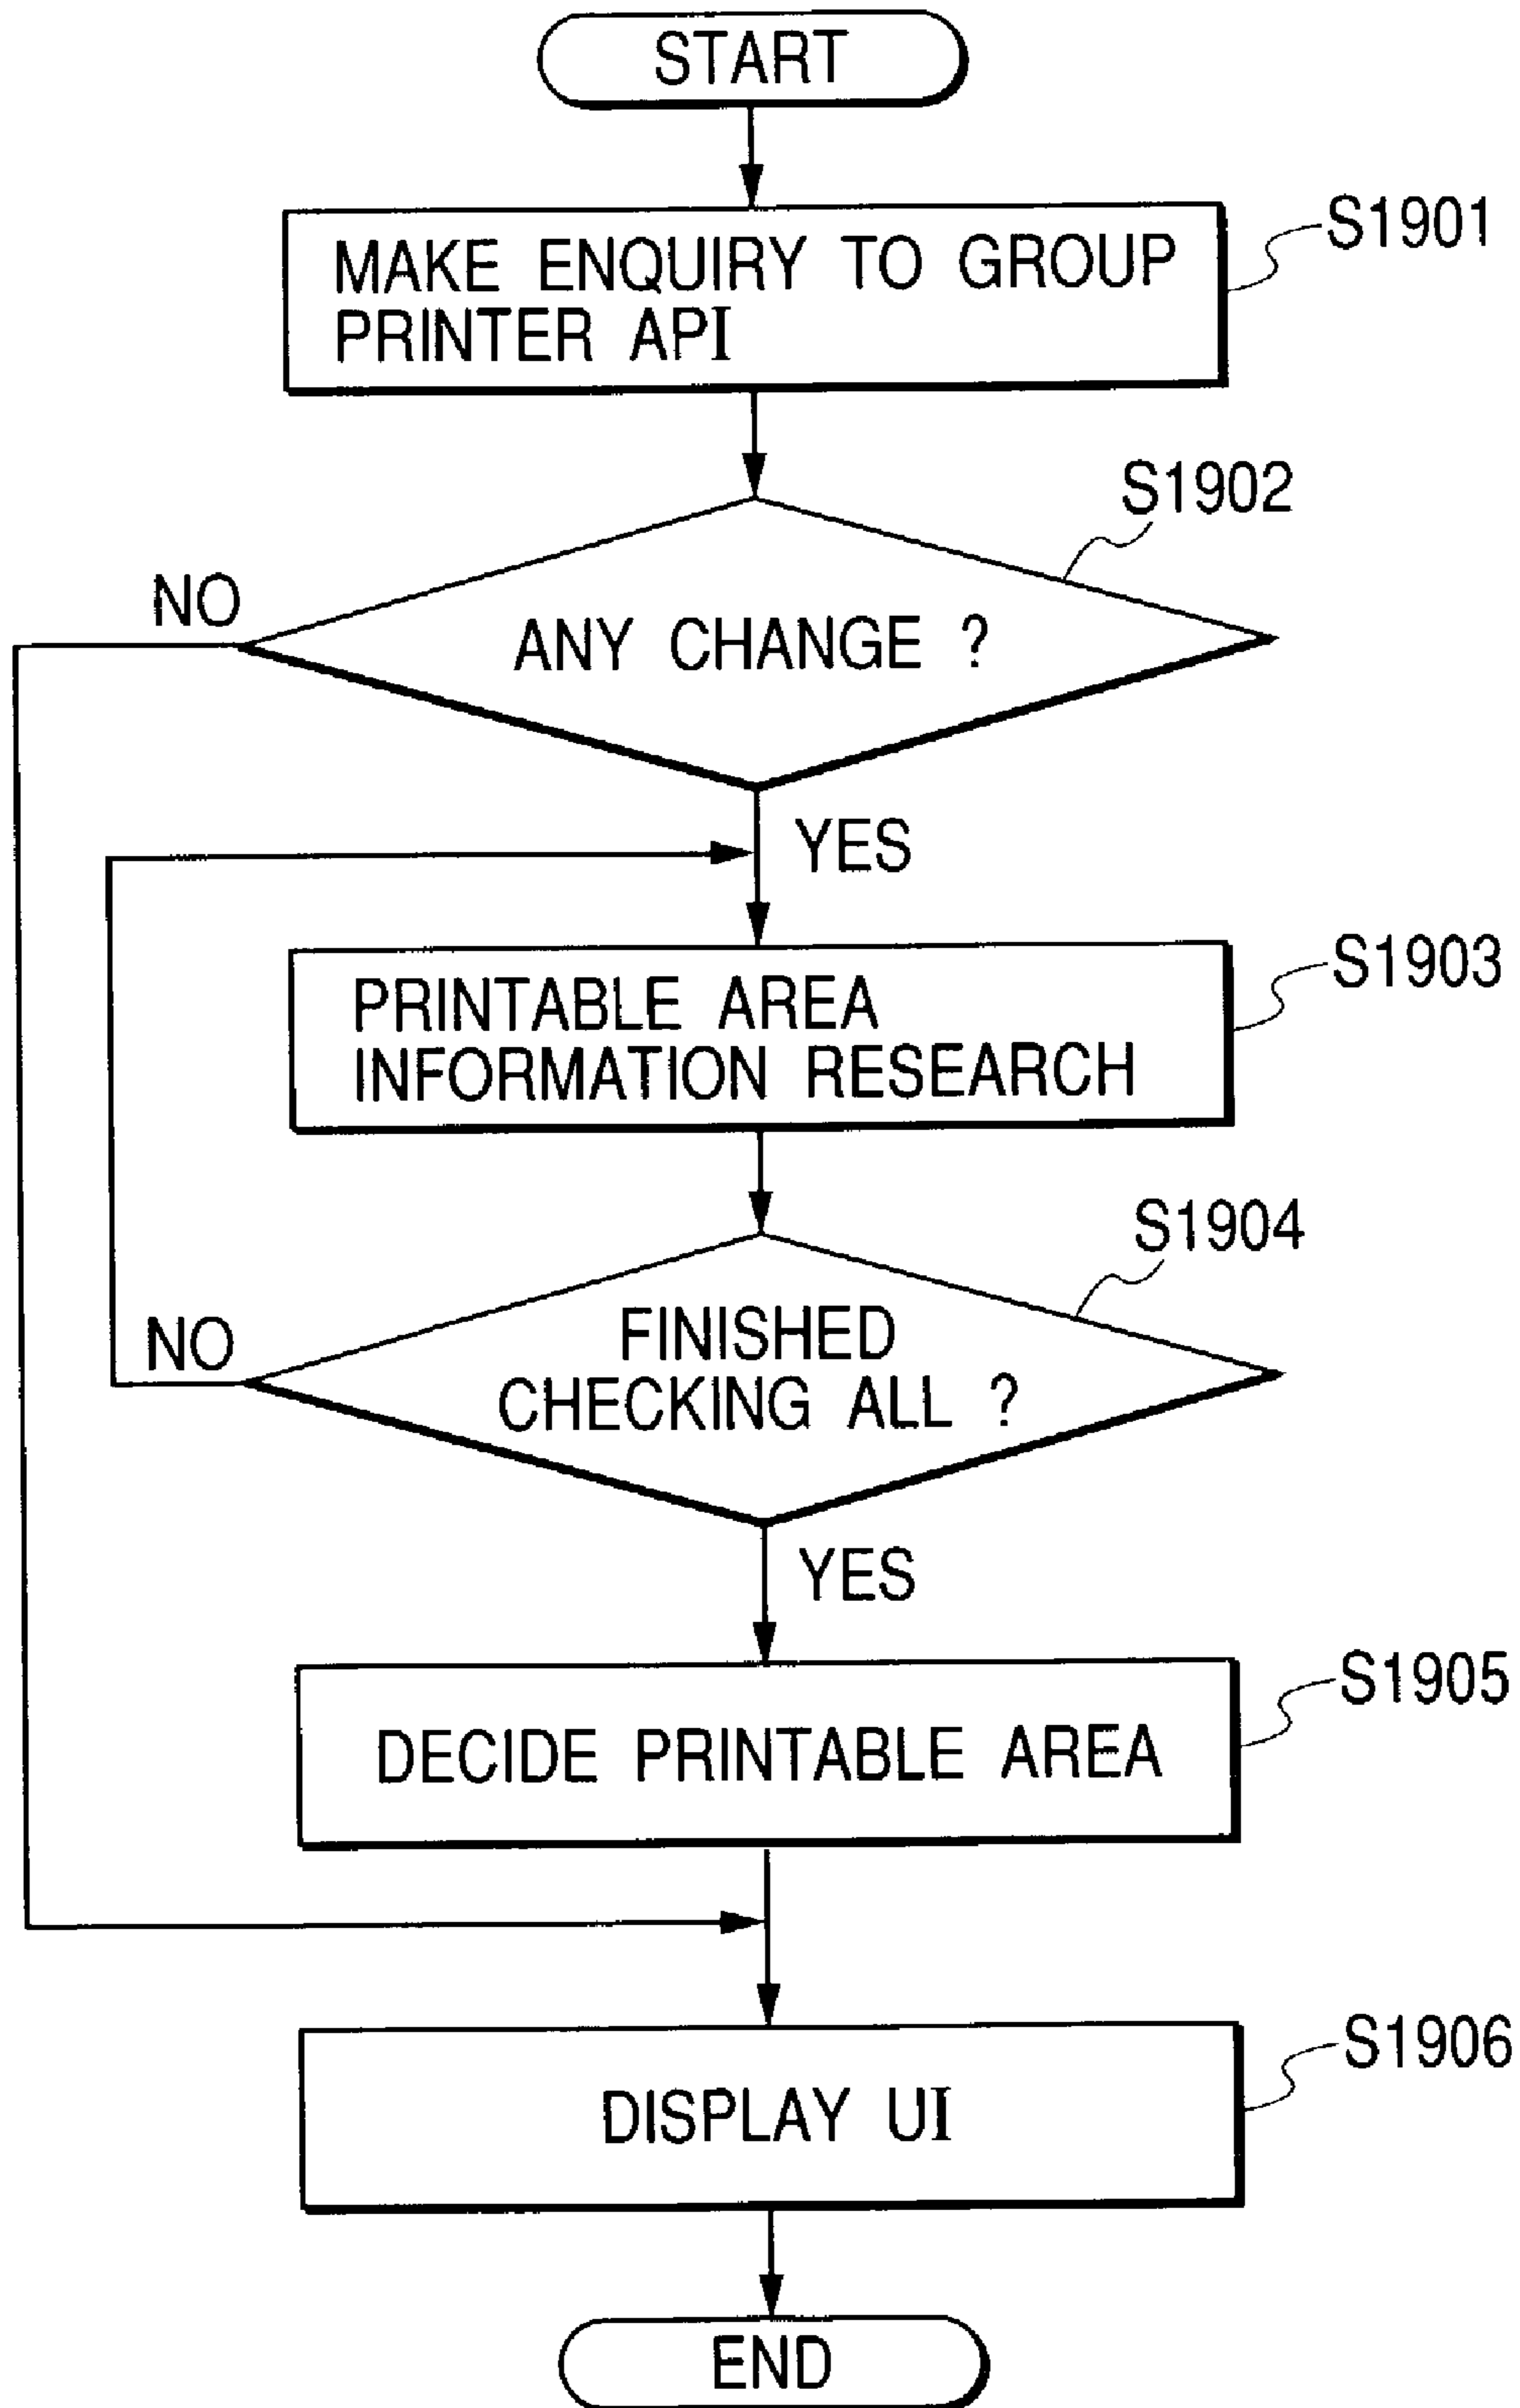 START
MAKE ENQUIRY TO GROUP
PRINTER API
S1901
S1902
NO
ANY CHANGE ?
YES
PRINTABLE AREA
INFORMATION RESEARCH
S1903
S1904
NO
FINISHED
CHECKING ALL ?
YES
DECIDE PRINTABLE AREA
S1905
DISPLAY UI
S1906
END